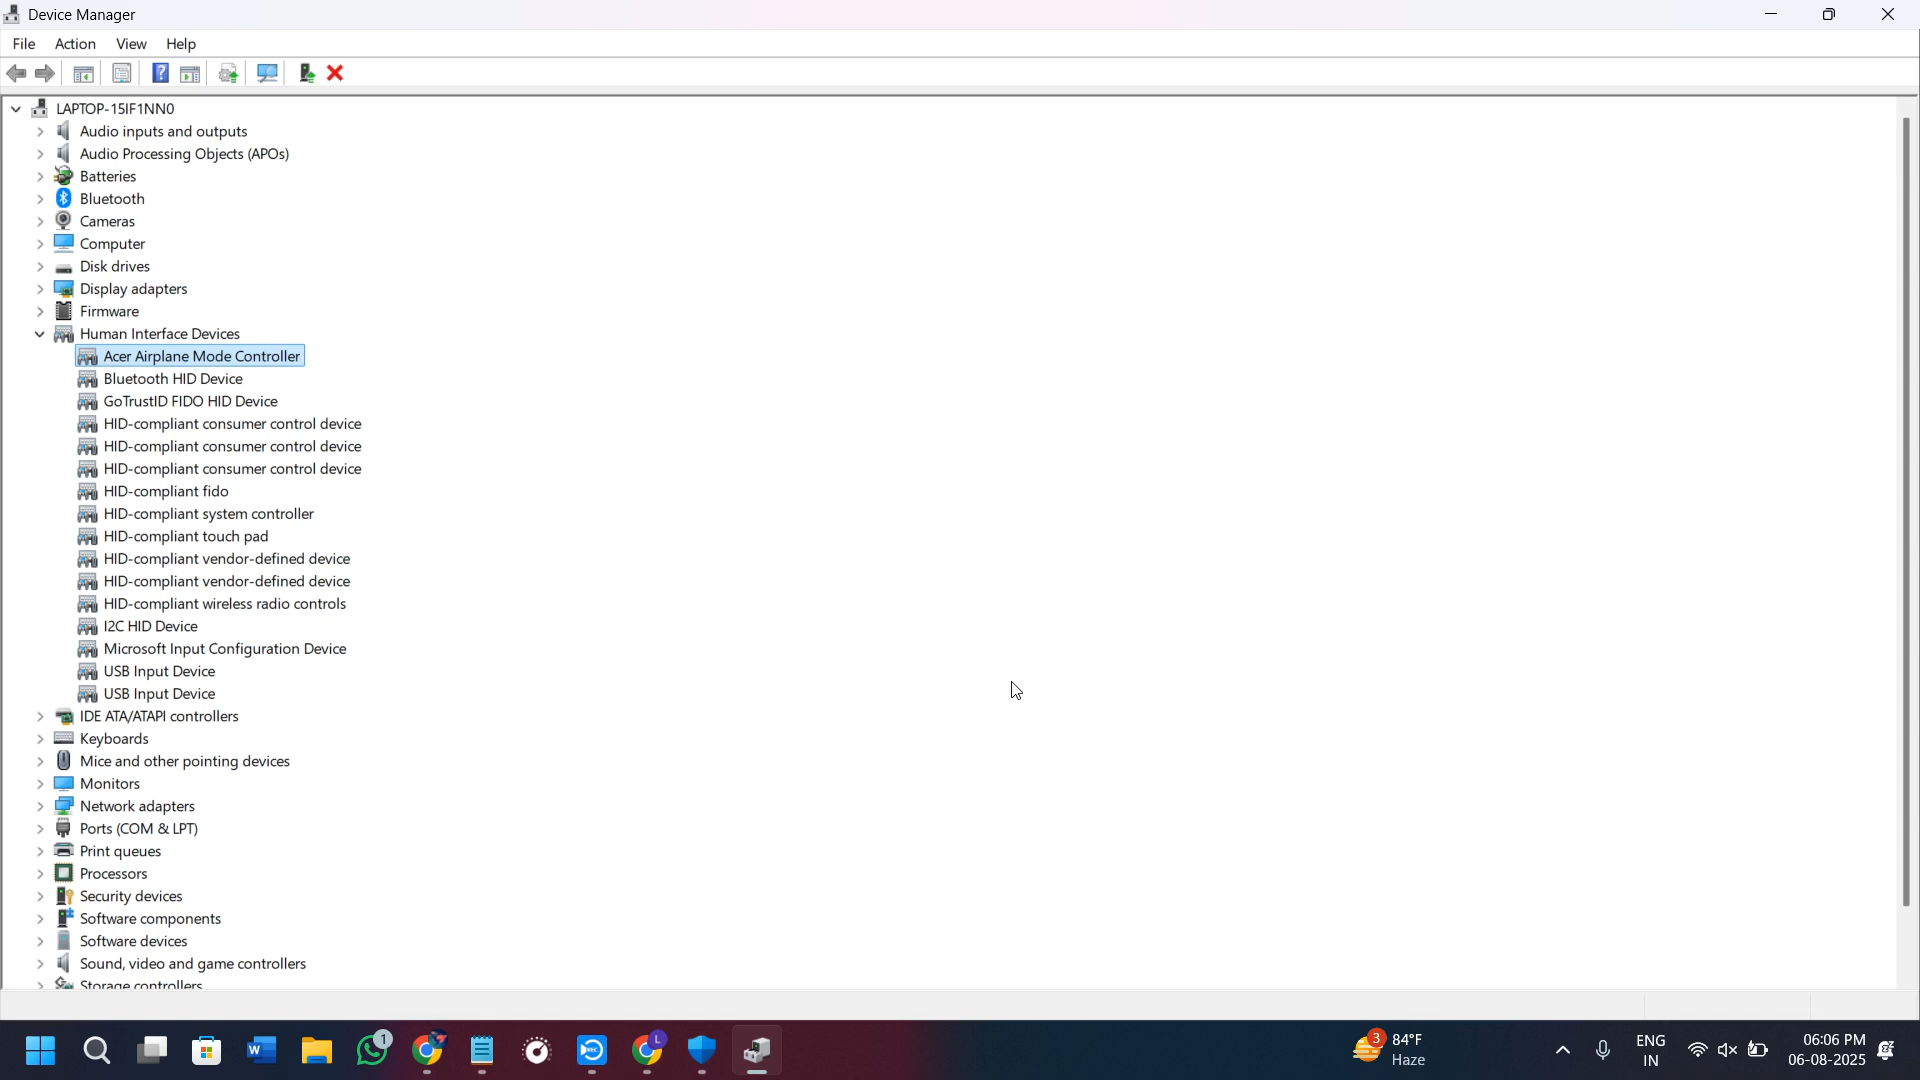 Device Manager
File Action View Help
LAPTOP-15IF1NN0
Audio inputs and outputs
Audio Processing Objects (APOs)
Batteries
Bluetooth
Cameras
Computer
Disk drives
Display adapters
Firmware
Human Interface Devices
Acer Airplane Mode Controller
Bluetooth HID Device
GoTrustID FIDO HID Device
HID-compliant consumer control device
HID-compliant consumer control device
HID-compliant consumer control device
HID-compliant fido
HID-compliant system controller
HID-compliant touch pad
HID-compliant vendor-defined device
HID-compliant vendor-defined device
HID-compliant wireless radio controls
I2C HID Device
Microsoft Input Configuration Device
USB Input Device
USB Input Device
IDE ATA/ATAPI controllers
Keyboards
Mice and other pointing devices
Monitors
Network adapters
Ports (COM & LPT)
Print queues
Processors
Security devices
Software components
Software devices
Sound, video and game controllers
Storage controllers
1
REC
L
3
84°F
Haze
ENG
IN
06:06 PM
06-08-2025